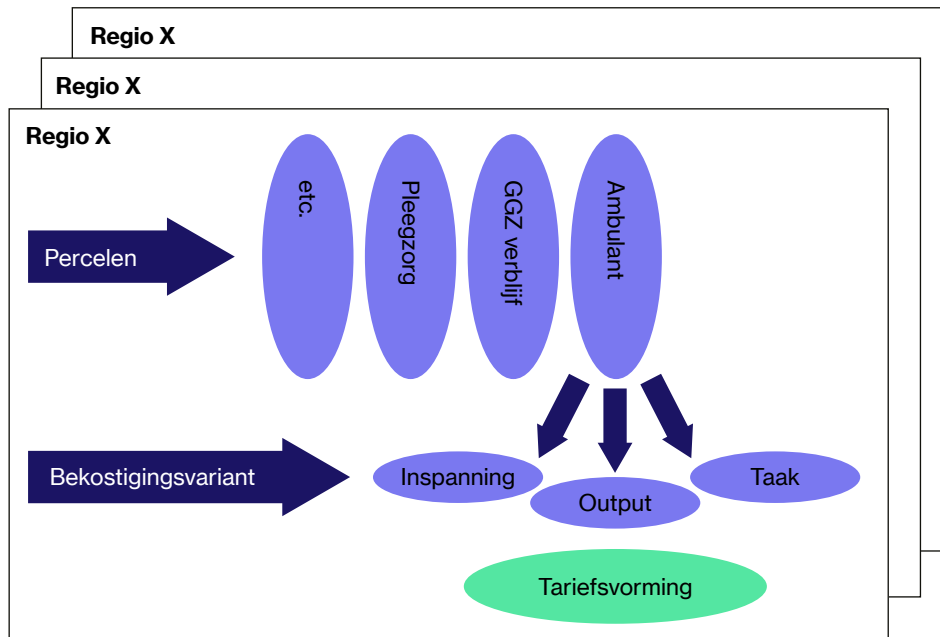 Regio X
Regio X
Regio X
Percelen
etc.
Pleegzorg
GGZ verblijf
Ambulant
Bekostigingsvariant
Inspanning
Output
Taak
Tariefsvorming